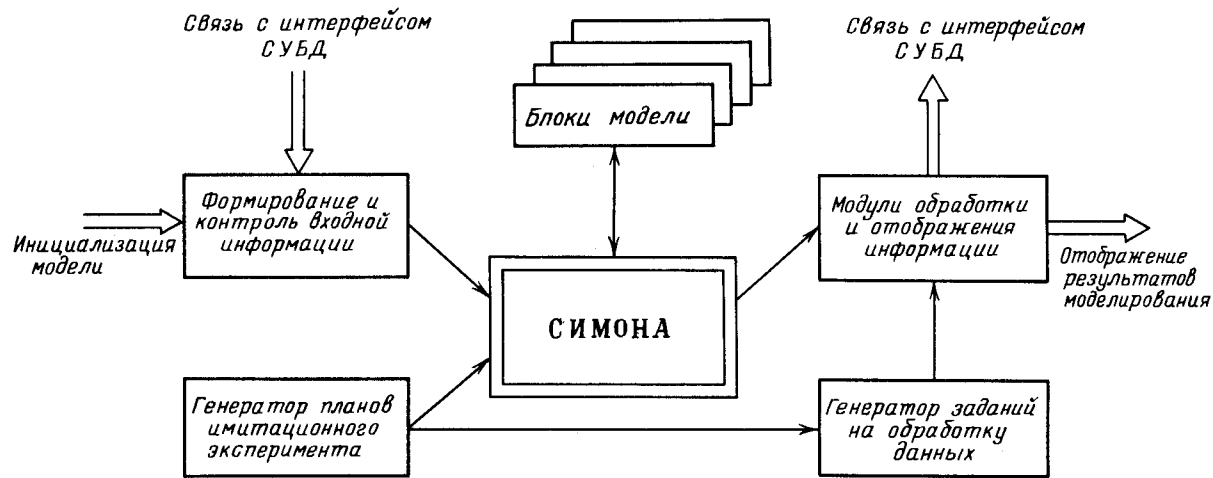 Связь с интерфейсом
СУБД
Связь с интерфейсом
СУБД
Блоки модели
Формирование и
контроль входной
информации
Модули обработки
и отображения
информации
Инициализация
модели
Отображение
результатов
моделирования
СИМОНА
Генератор планов
имитационного
эксперимента
Генератор заданий
на обработку
данных